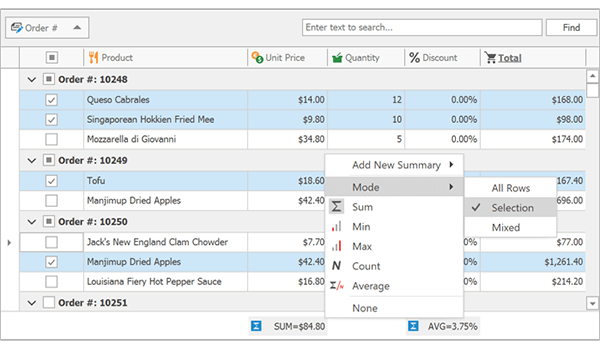 Order # Enter text to search... Find
Product Unit Price Quantity Discount Total
Order #: 10248
Queso Cabrales $14.00 12 0.00% $168.00
Singaporean Hokkien Fried Mee $9.80 10 0.00% $98.00
Mozzarella di Giovanni $34.80 5 0.00% $174.00
Order #: 10249
Add New Summary
Tofu $18.60 167.40
Mode All Rows
Manjimup Dried Apples $42.40 696.00
Sum Selection
Order #: 10250
Min Mixed
Jack's New England Clam Chowder $7.70 $77.00
Max
Manjimup Dried Apples $42.40 $1,261.40
Count
Louisiana Fiery Hot Pepper Sauce $16.80 $214.20
Average
Order #: 10251
None
SUM=$84.80 AVG=3.75%